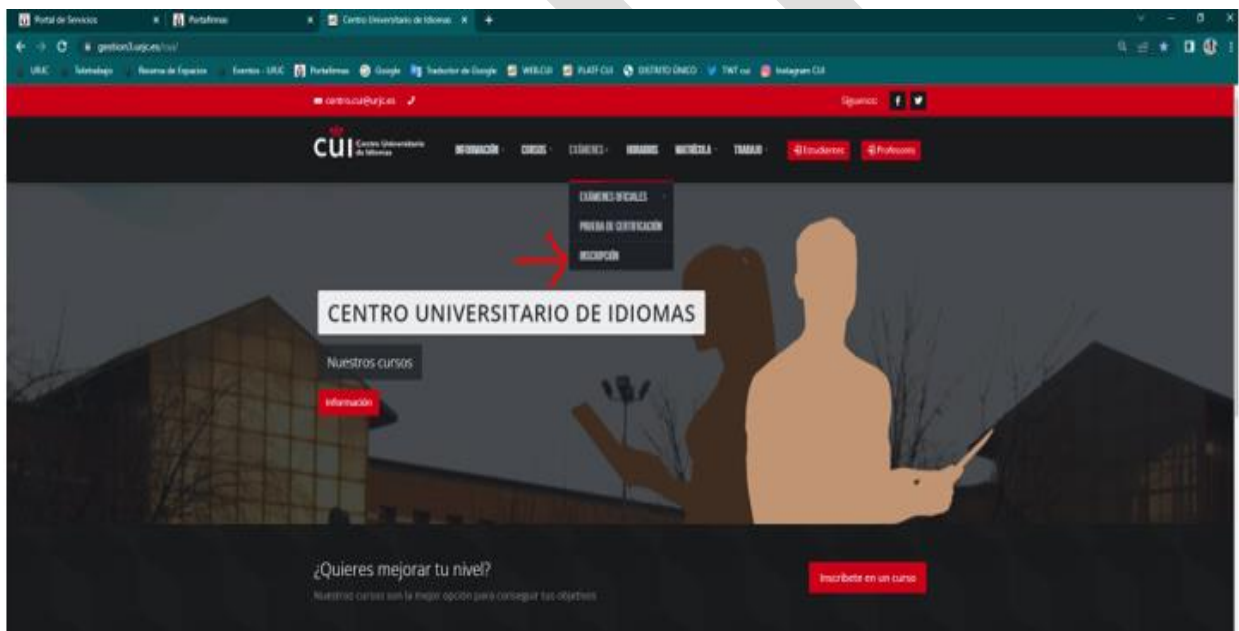 Portal de Servicios
Portafirmas
Centro Universitario de Idiomas
gestion3.urjc.es/cui/
URJC Teletrabajo Reserva de Espacios Eventos - URJC Portafirmas Google Traductor de Google WEB CUI PLATF CUI DISTRITO ÚNICO TWT cui Instagram CUI
centro.cui@urjc.es
Síguenos:
CUI Centro Universitario de Idiomas
INFORMACIÓN CURSOS EXÁMENES HORARIOS MATRÍCULA TRABAJO Estudiantes Profesores
EXÁMENES OFICIALES
PRUEBA DE CERTIFICACIÓN
INSCRIPCIÓN
CENTRO UNIVERSITARIO DE IDIOMAS
Nuestros cursos
Información
¿Quieres mejorar tu nivel?
Inscríbete en un curso
Nuestros cursos son la mejor opción para conseguir tus objetivos